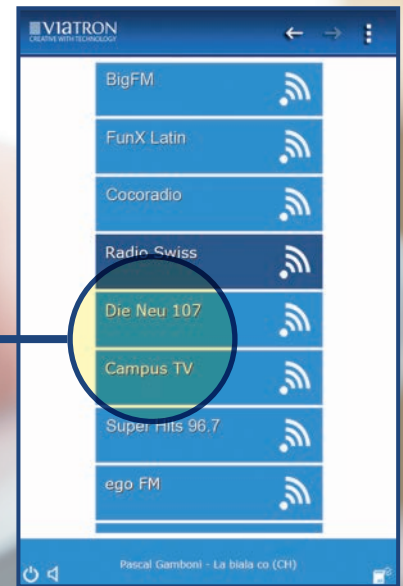 VIATRON
CREATIVE WITH TECHNOLOGY
BigFM
FunX Latin
Cocoradio
Radio Swiss
Die Neu 107
Campus TV
Super Hits 96.7
ego FM
Pascal Gamboni - La biala co (CH)